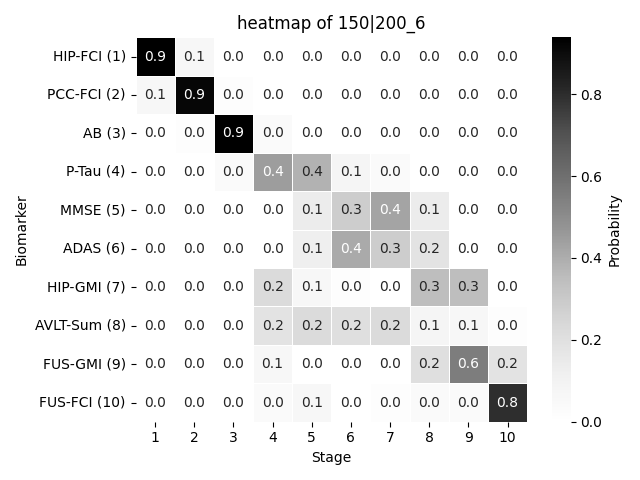 heatmap of 150|200_6
HIP-FCI (1) 0.9 0.1 0.0 0.0 0.0 0.0 0.0 0.0 0.0 0.0
PCC-FCI (2) 0.1 0.9 0.0 0.0 0.0 0.0 0.0 0.0 0.0 0.0
AB (3) 0.0 0.0 0.9 0.0 0.0 0.0 0.0 0.0 0.0 0.0
P-Tau (4) 0.0 0.0 0.0 0.4 0.4 0.1 0.0 0.0 0.0 0.0
MMSE (5) 0.0 0.0 0.0 0.0 0.1 0.3 0.4 0.1 0.0 0.0
ADAS (6) 0.0 0.0 0.0 0.0 0.1 0.4 0.3 0.2 0.0 0.0
HIP-GMI (7) 0.0 0.0 0.0 0.2 0.1 0.0 0.0 0.3 0.3 0.0
AVLT-Sum (8) 0.0 0.0 0.0 0.2 0.2 0.2 0.2 0.1 0.1 0.0
FUS-GMI (9) 0.0 0.0 0.0 0.1 0.0 0.0 0.0 0.2 0.6 0.2
FUS-FCI (10) 0.0 0.0 0.0 0.0 0.1 0.0 0.0 0.0 0.0 0.8
1 2 3 4 5 6 7 8 9 10
Stage
Biomarker
0.8
0.6
0.4
0.2
0.0
Probability